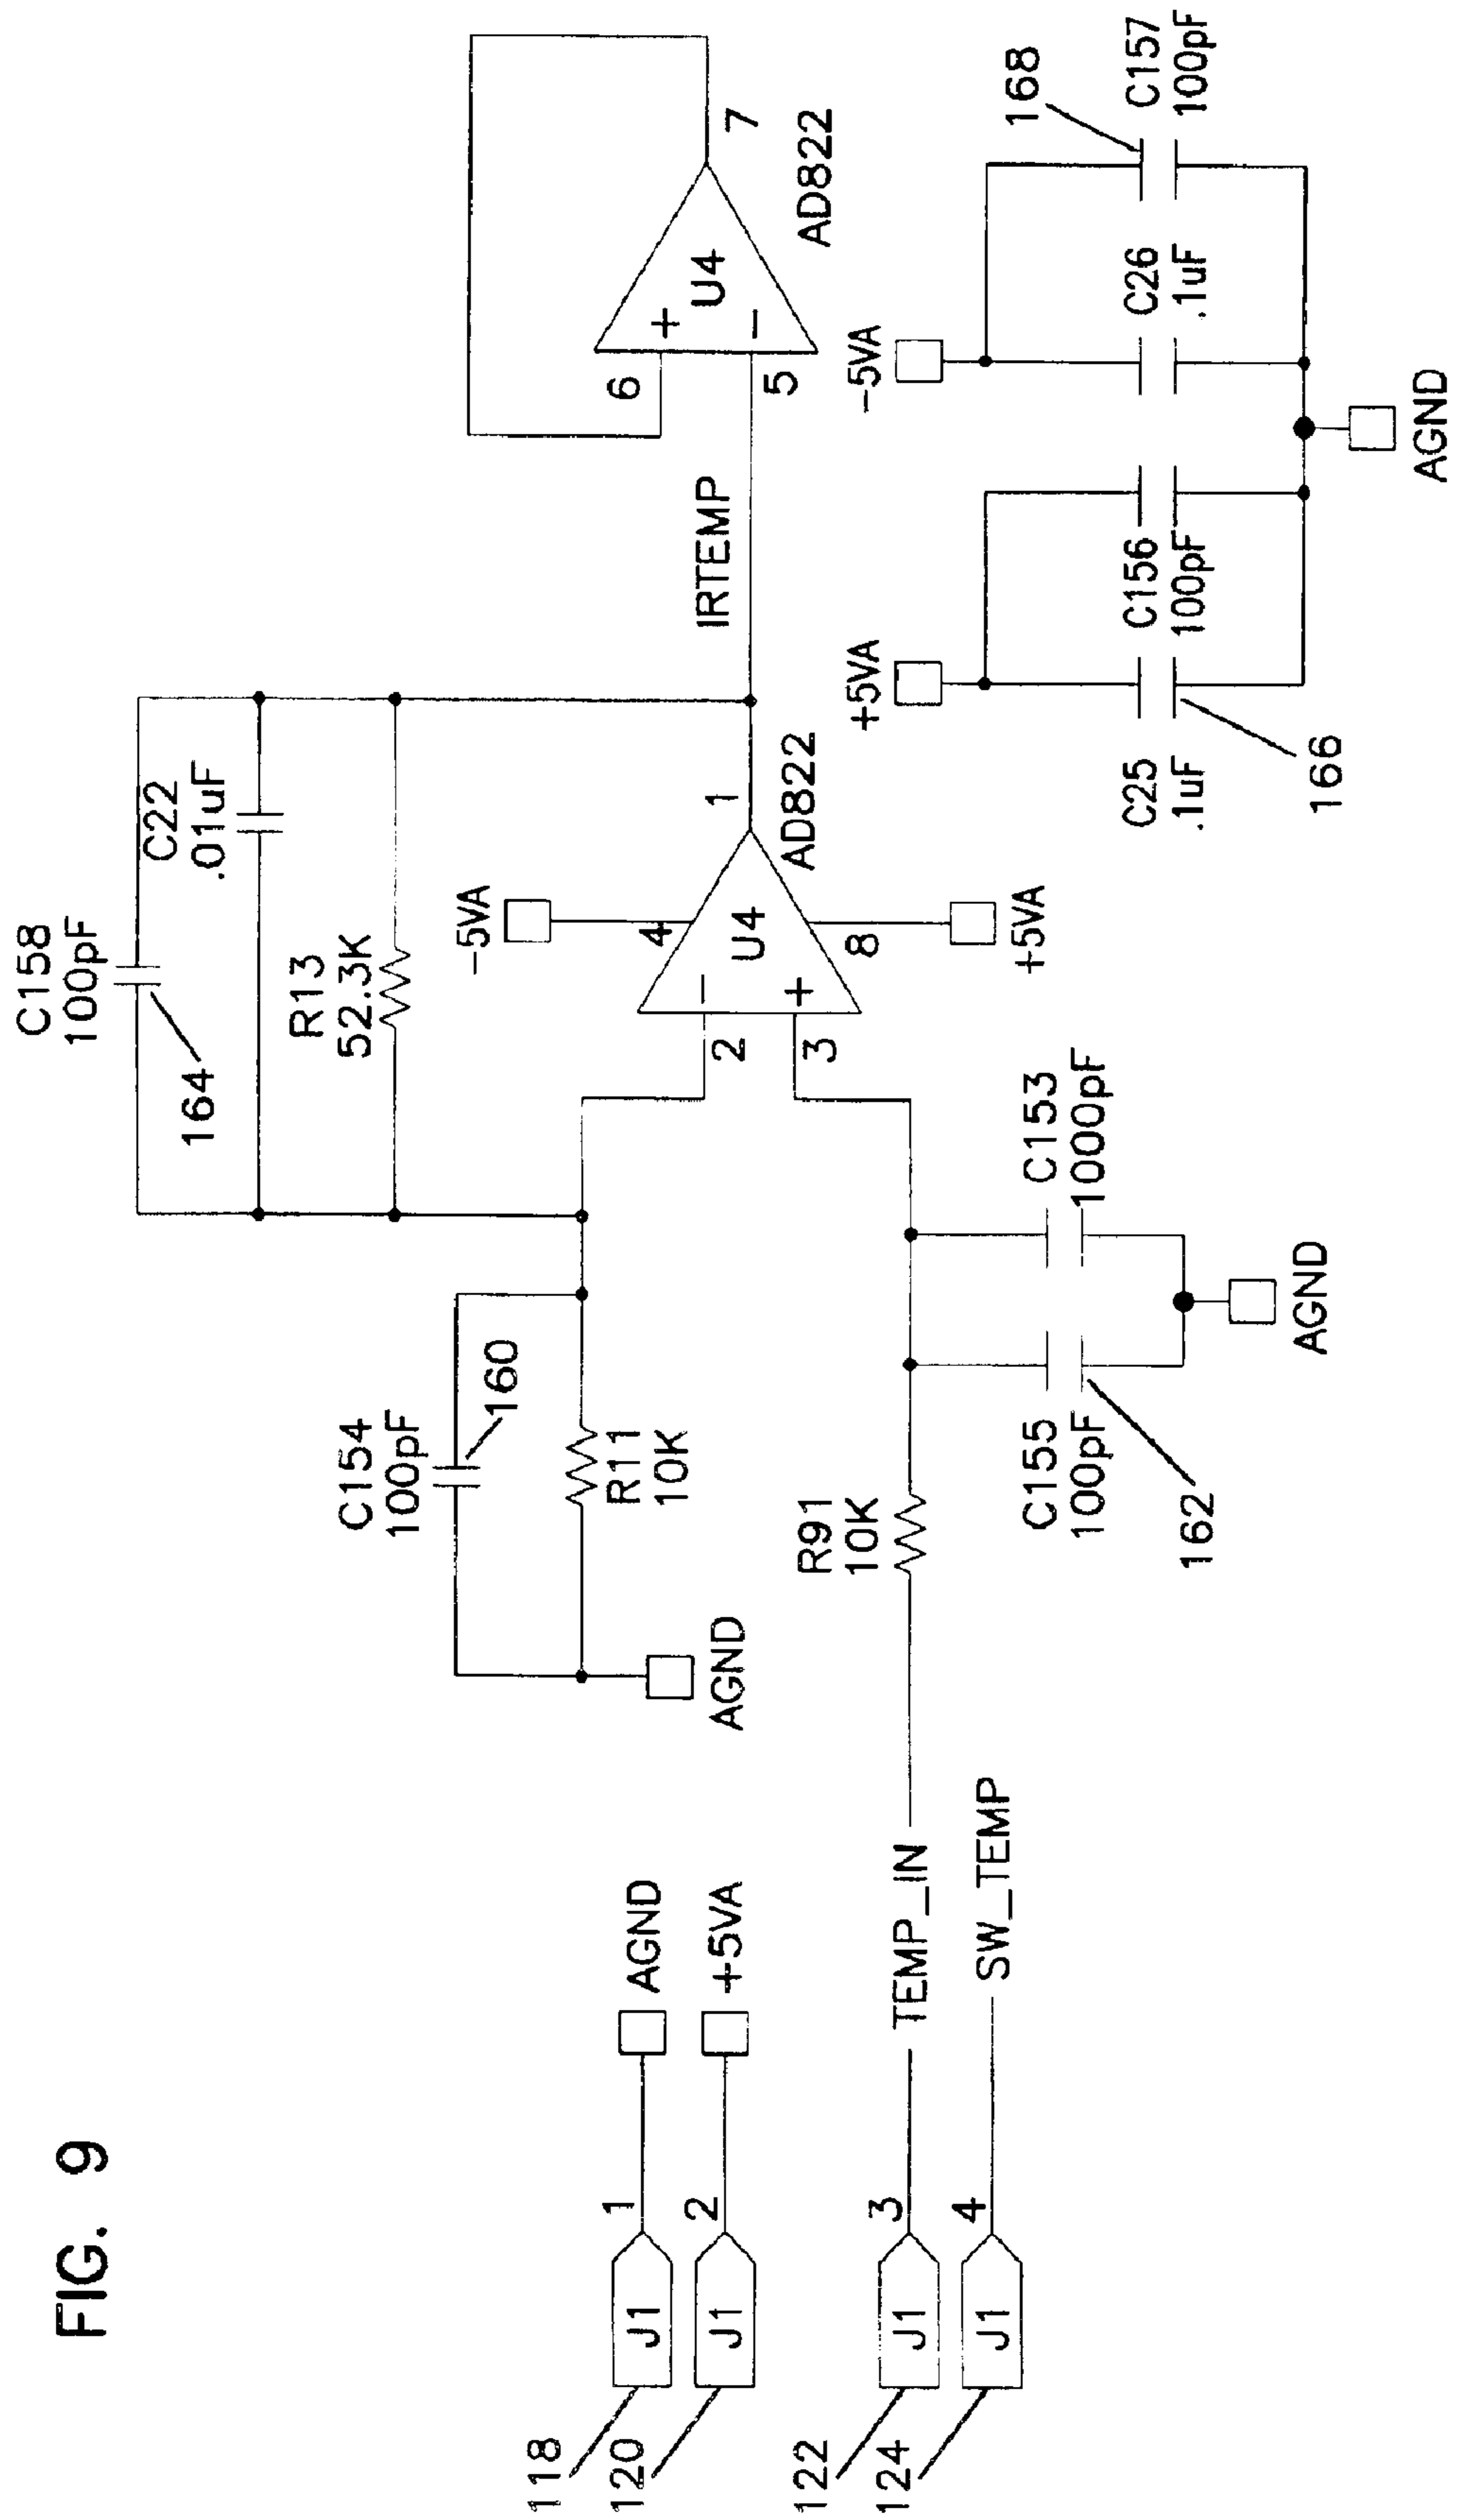 FIG. 9
118
J1
1
AGND
120
J1
2
+5VA
122
J1
3
TEMP_IN
124
J1
4
SW_TEMP
C154
100pF
160
R11
10K
AGND
R91
10K
C155
100pF
162
C153
1000pF
AGND
C158
100pF
164
C22
.01uF
R13
52.3K
-5VA
4
2
-
U4
3
+
8
+5VA
1
AD822
IRTEMP
6
+
U4
5
-
7
AD822
+5VA
C25
.1uF
166
C156
100pF
-5VA
C26
.1uF
168
C157
100pF
AGND